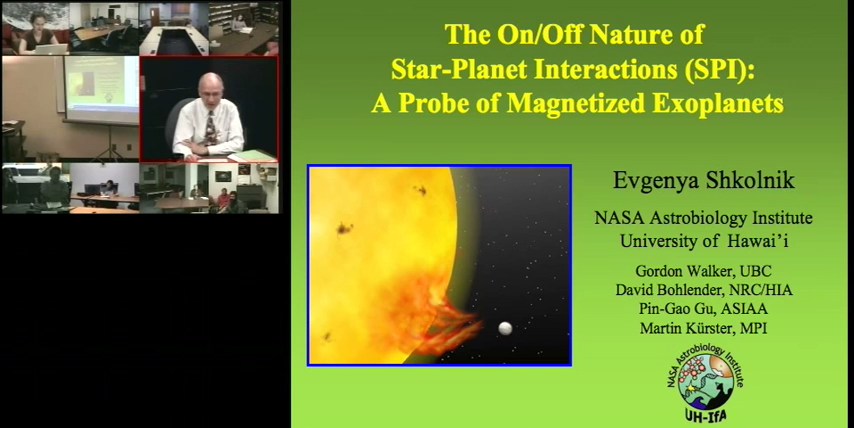 The On/Off Nature of
Star-Planet Interactions (SPI):
A Probe of Magnetized Exoplanets
Evgenya Shkolnik
NASA Astrobiology Institute
University of Hawai'i
Gordon Walker, UBC
David Bohlender, NRC/HIA
Pin-Gao Gu, ASIAA
Martin Kürster, MPI
NASA Astrobiology Institute
UH-IfA